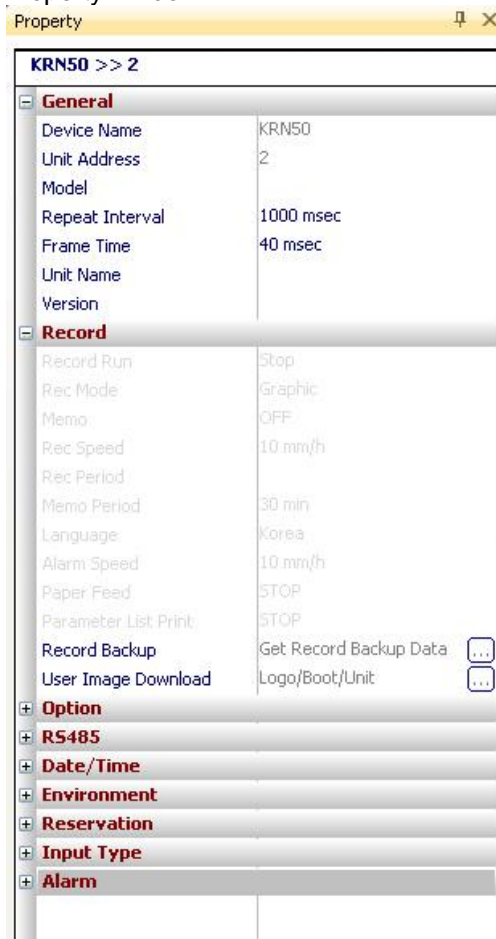 Property
KRN50 >> 2
General
Device Name KRN50
Unit Address 2
Model
Repeat Interval 1000 msec
Frame Time 40 msec
Unit Name
Version
Record
Record Run Stop
Rec Mode Graphic
Memo OFF
Rec Speed 10 mm/h
Rec Period
Memo Period 30 min
Language Korea
Alarm Speed 10 mm/h
Paper Feed STOP
Parameter List Print STOP
Record Backup Get Record Backup Data ...
User Image Download Logo/Boot/Unit ...
Option
RS485
Date/Time
Environment
Reservation
Input Type
Alarm